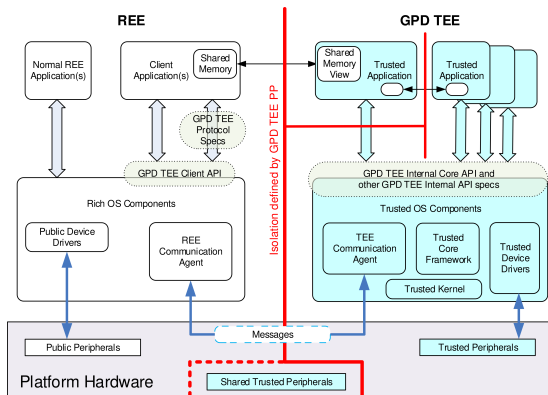 REE
GPD TEE
Normal REE
Application(s)
Client
Application(s)
Shared
Memory
Shared
Memory
View
Trusted
Application
Trusted
Application
GPD TEE
Protocol
Specs
GPD TEE Client API
Isolation defined by GPD TEE PP
GPD TEE Internal Core API and
other GPD TEE Internal API specs
Rich OS Components
Trusted OS Components
Public Device
Drivers
REE
Communication
Agent
TEE
Communication
Agent
Trusted
Core
Framework
Trusted
Device
Drivers
Trusted Kernel
Messages
Public Peripherals
Trusted Peripherals
Platform Hardware
Shared Trusted Peripherals